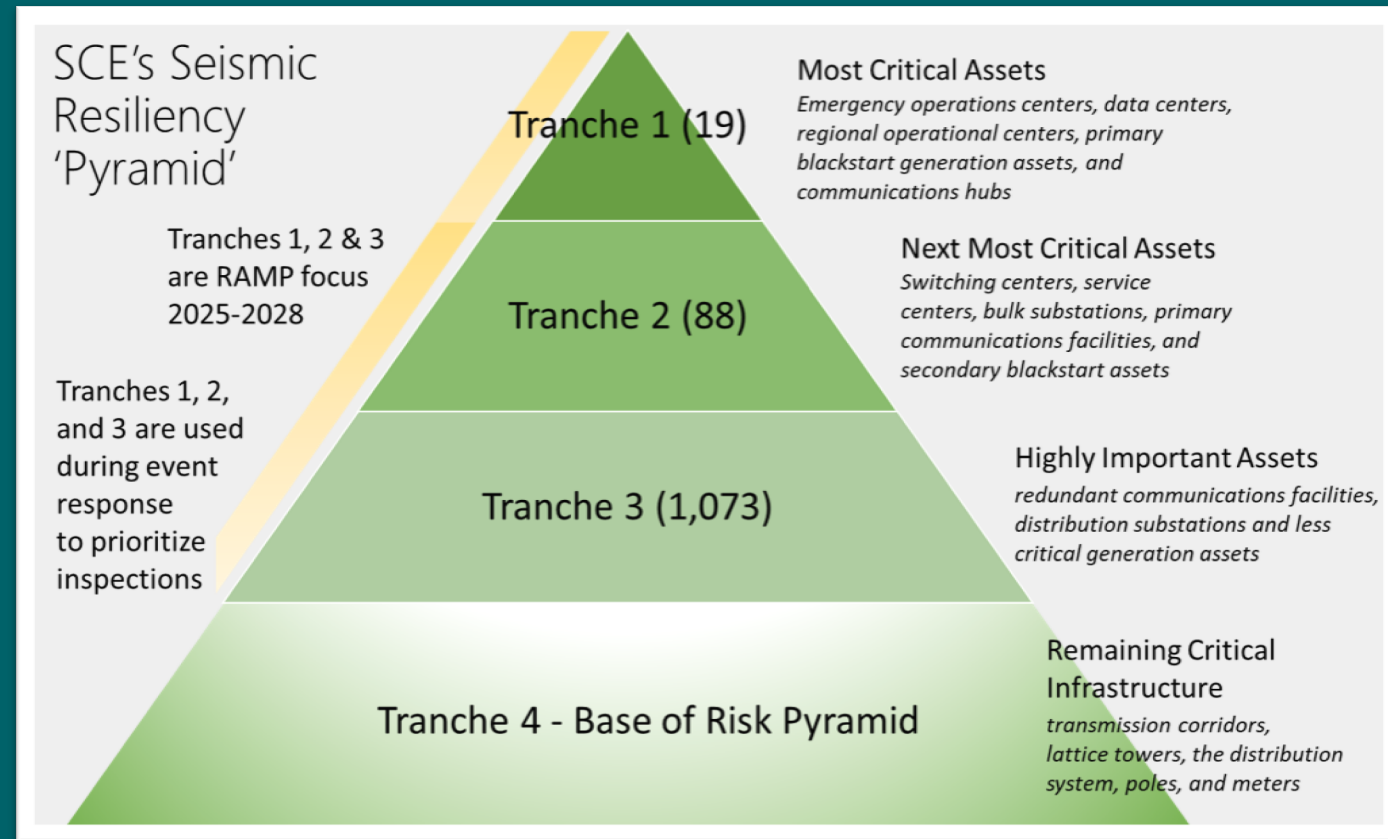 SCE's Seismic
Resiliency
'Pyramid'
Tranches 1, 2 & 3
are RAMP focus
2025-2028
Tranches 1, 2,
and 3 are used
during event
response
to prioritize
inspections
Tranche 1 (19)
Most Critical Assets
Emergency operations centers, data centers,
regional operational centers, primary
blackstart generation assets, and
communications hubs
Tranche 2 (88)
Next Most Critical Assets
Switching centers, service
centers, bulk substations, primary
communications facilities, and
secondary blackstart assets
Tranche 3 (1,073)
Highly Important Assets
redundant communications facilities,
distribution substations and less
critical generation assets
Tranche 4 - Base of Risk Pyramid
Remaining Critical
Infrastructure
transmission corridors,
lattice towers, the distribution
system, poles, and meters